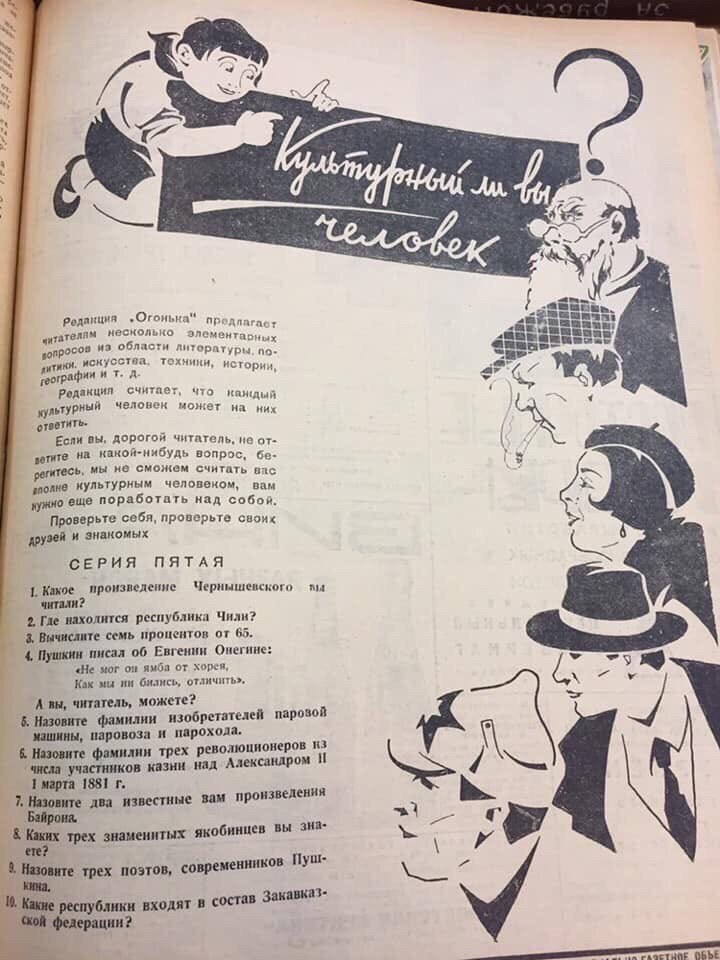 Культурный ли вы
человек
?
Редакция „Огонька" предлагает
читателям несколько элементарных
вопросов из области литературы, по-
литики, искусства, техники, истории,
географии и т. д.
Редакция считает, что каждый
культурный человек может на них
ответить.
Если вы, дорогой читатель, не от-
ветите на какой-нибудь вопрос, бе-
регитесь, мы не сможем считать вас
вполне культурным человеком, вам
нужно еще поработать над собой.
Проверьте себя, проверьте своих
друзей и знакомых
СЕРИЯ ПЯТАЯ
1. Какое произведение Чернышевского вы
читали?
2. Где находится республика Чили?
3. Вычислите семь процентов от 65.
4. Пушкин писал об Евгении Онегине:
«Не мог он ямба от хорея,
Как мы ни бились, отличить».
А вы, читатель, можете?
5. Назовите фамилии изобретателей паровой
машины, паровоза и парохода.
6. Назовите фамилии трех революционеров из
числа участников казни над Александром II
1 марта 1881 г.
7. Назовите два известные вам произведения
Байрона.
8. Каких трех знаменитых якобинцев вы зна-
ете?
9. Назовите трех поэтов, современников Пуш-
кина.
10. Какие республики входят в состав Закавказ-
ской федерации?
ГАЗЕТНОЕ ОБЪЕ